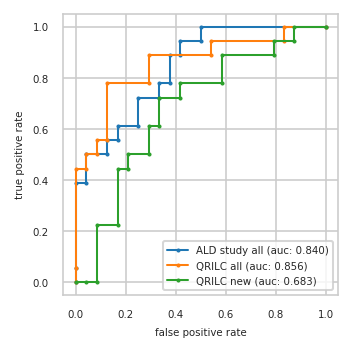 1.0
0.8
0.6
0.4
0.2
0.0
true positive rate
ALD study all (auc: 0.840)
QRILC all (auc: 0.856)
QRILC new (auc: 0.683)
0.0 0.2 0.4 0.6 0.8 1.0
false positive rate